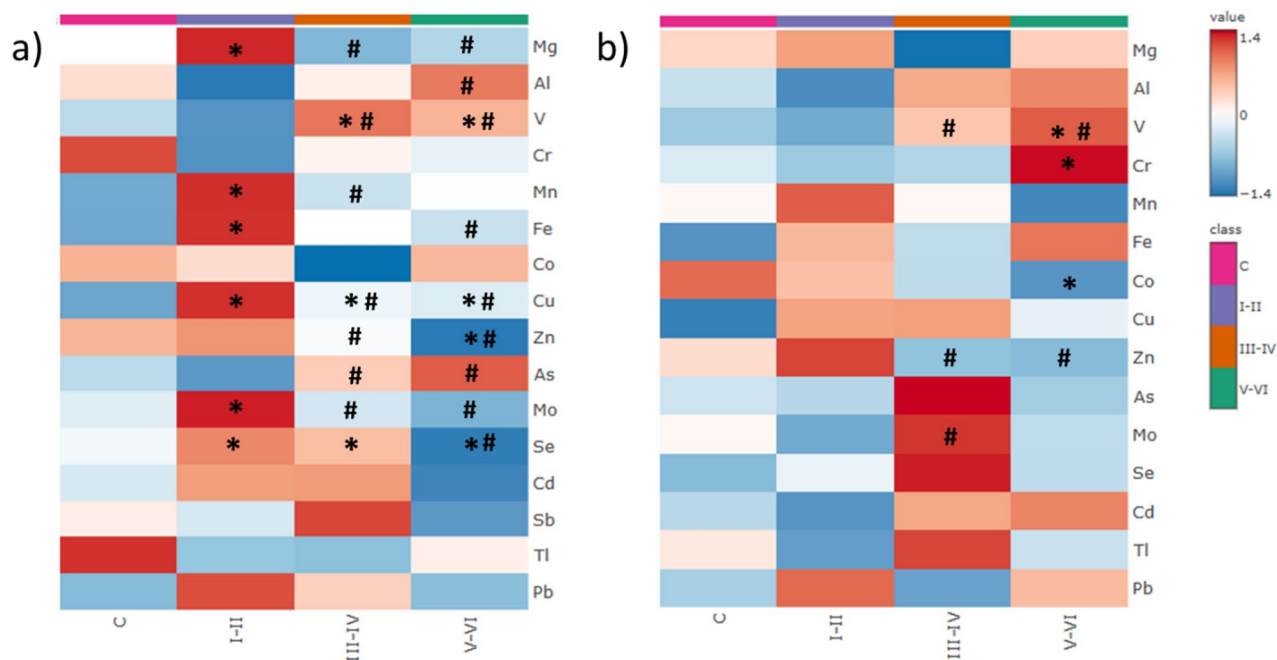 a)
* # # Mg
# Al
* # * # V
Cr
* # Mn
* # Fe
Co
* * # * # Cu
# * # Zn
# # As
* # # Mo
* * * # Se
Cd
Sb
Tl
Pb
C I-II III-IV V-VI
b)
Mg
Al
# * # V
* Cr
Mn
Fe
* Co
Cu
# # Zn
As
# Mo
Se
Cd
Tl
Pb
C I-II III-IV V-VI
value
1.4
0
−1.4
class
C
I-II
III-IV
V-VI